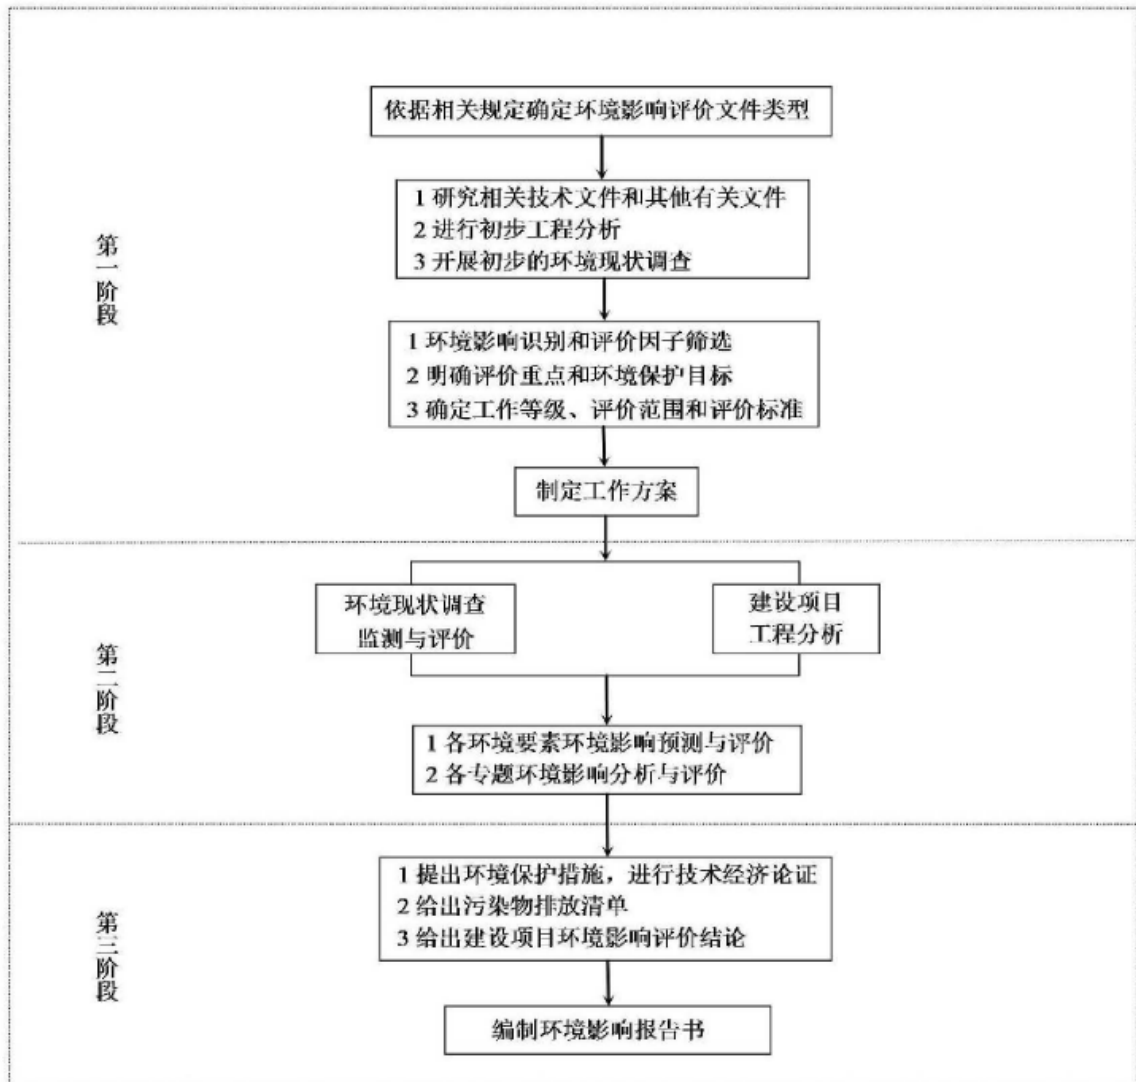 依据相关规定确定环境影响评价文件类型
1 研究相关技术文件和其他有关文件
2 进行初步工程分析
3 开展初步的环境现状调查
第一阶段
1 环境影响识别和评价因子筛选
2 明确评价重点和环境保护目标
3 确定工作等级、评价范围和评价标准
制定工作方案
环境现状调查
监测与评价
建设项目
工程分析
第二阶段
1 各环境要素环境影响预测与评价
2 各专题环境影响分析与评价
1 提出环境保护措施，进行技术经济论证
2 给出污染物排放清单
3 给出建设项目环境影响评价结论
第三阶段
编制环境影响报告书